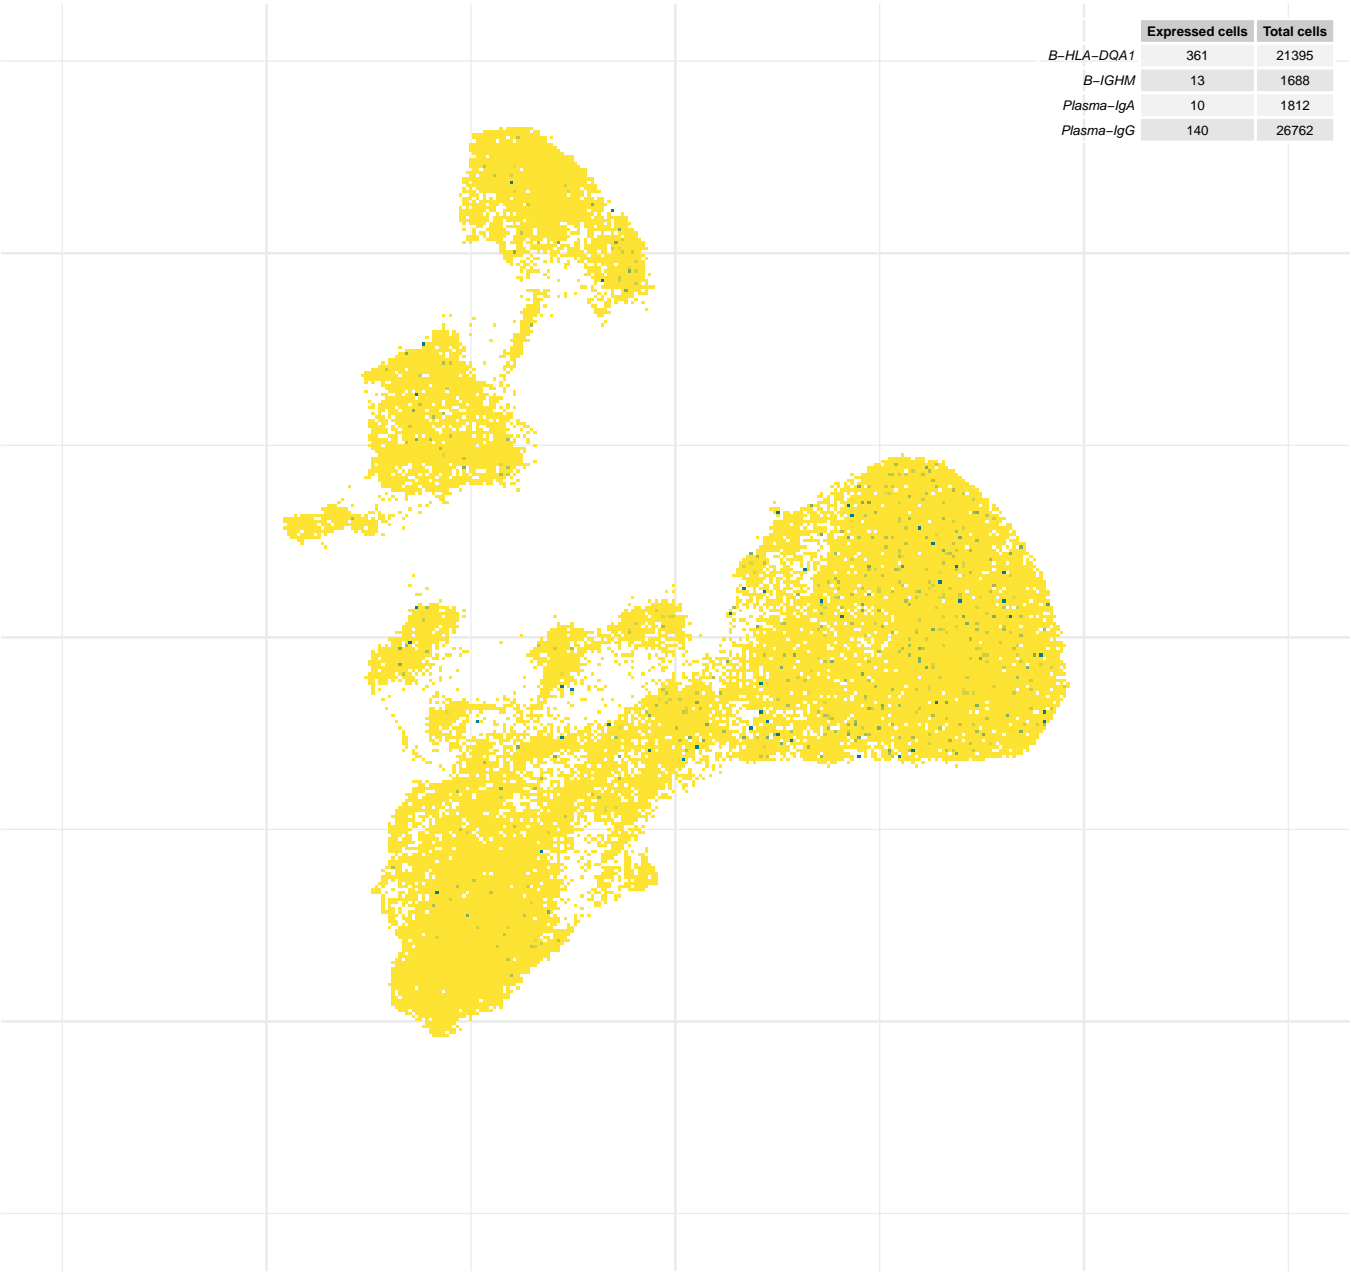 Expressed cells Total cells
B−HLA−DQA1 361 21395
B−IGHM 13 1688
Plasma−IgA 10 1812
Plasma−IgG 140 26762